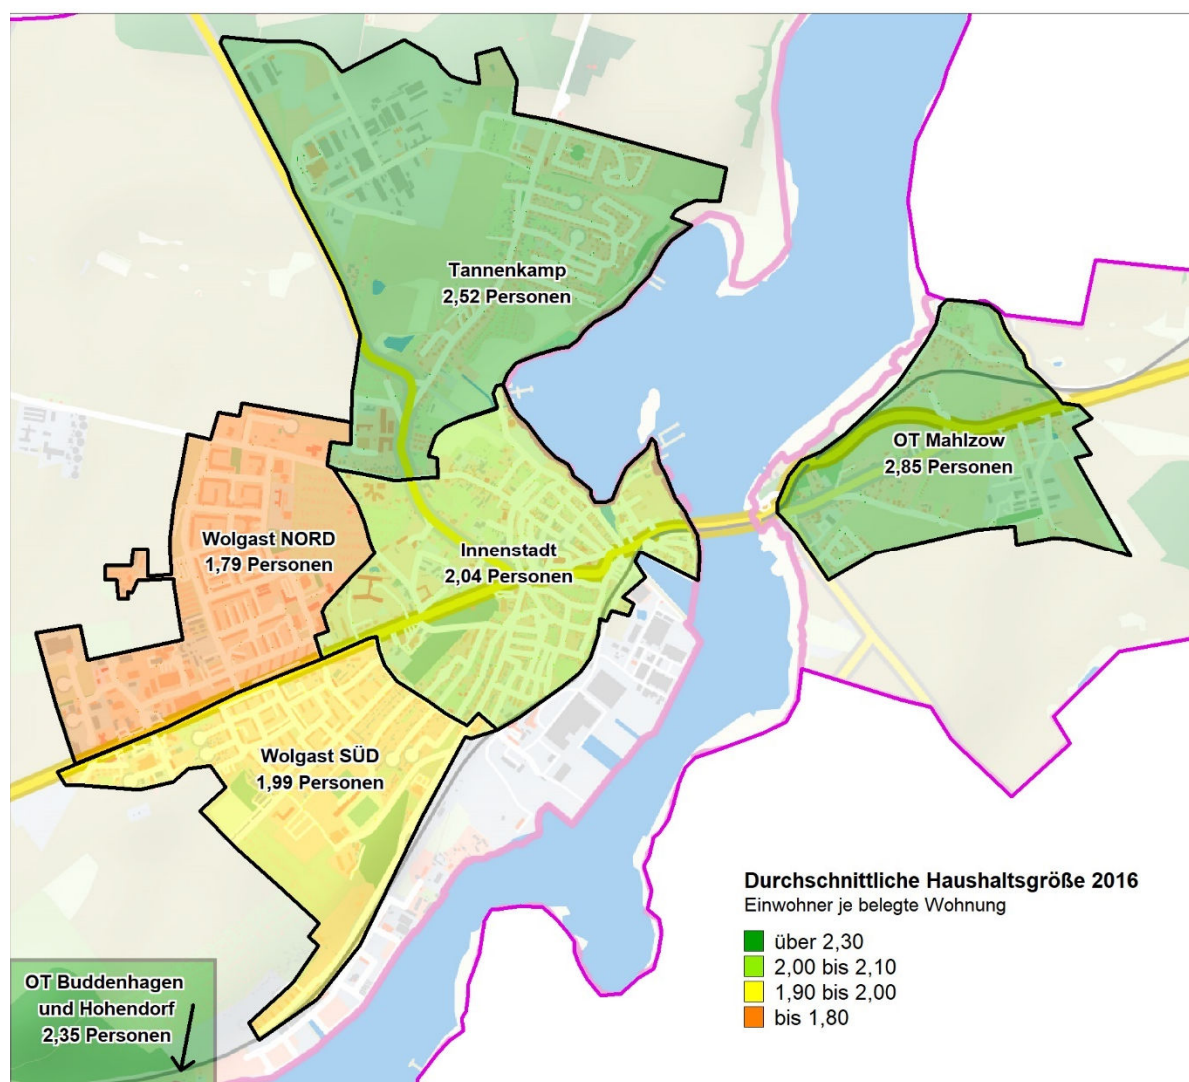 Tannenkamp
2,52 Personen
OT Mahlzow
2,85 Personen
Wolgast NORD
1,79 Personen
Innenstadt
2,04 Personen
Wolgast SÜD
1,99 Personen
OT Buddenhagen
und Hohendorf
2,35 Personen
Durchschnittliche Haushaltsgröße 2016
Einwohner je belegte Wohnung
über 2,30
2,00 bis 2,10
1,90 bis 2,00
bis 1,80